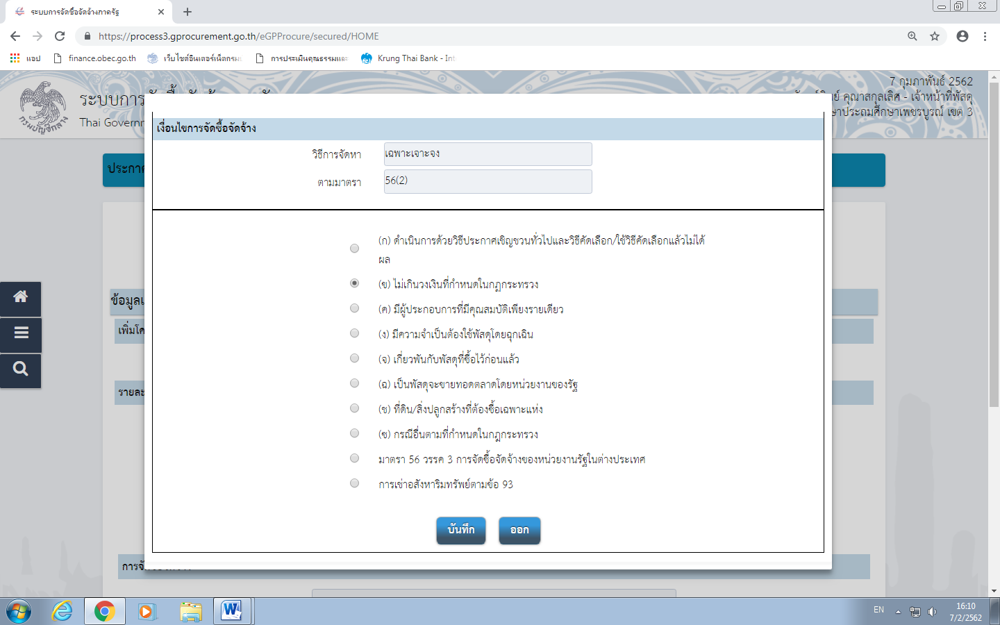 ระบบการจัดซื้อจัดจ้างภาครัฐ
https://process3.gprocurement.go.th/eGPProcure/secured/HOME
แอป
finance.obec.go.th
เว็บไซต์อินเตอร์เน็ตกรม
การประเมินคุณธรรมและ
Krung Thai Bank - Int
7 กุมภาพันธ์ 2562
ระบบการ
คุณาสกุลเลิศ - เจ้าหน้าที่พัสดุ
Thai Governm
ษาประถมศึกษาเพชรบูรณ์ เขต 3
เงื่อนไขการจัดซื้อจัดจ้าง
วิธีการจัดหา
เฉพาะเจาะจง
ตามมาตรา
56(2)
ประกาศ
(ก) ดำเนินการด้วยวิธีประกาศเชิญชวนทั่วไปและวิธีคัดเลือก/ใช้วิธีคัดเลือกแล้วไม่ได้
ผล
(ข) ไม่เกินวงเงินที่กำหนดในกฎกระทรวง
(ค) มีผู้ประกอบการที่มีคุณสมบัติเพียงรายเดียว
(ง) มีความจำเป็นต้องใช้พัสดุโดยฉุกเฉิน
(จ) เกี่ยวพันกับพัสดุที่ซื้อไว้ก่อนแล้ว
(ฉ) เป็นพัสดุจะขายทอดตลาดโดยหน่วยงานของรัฐ
(ช) ที่ดิน/สิ่งปลูกสร้างที่ต้องซื้อเฉพาะแห่ง
(ซ) กรณีอื่นตามที่กำหนดในกฎกระทรวง
มาตรา 56 วรรค 3 การจัดซื้อจัดจ้างของหน่วยงานรัฐในต่างประเทศ
การเช่าอสังหาริมทรัพย์ตามข้อ 93
ข้อมูล
เพิ่มโค
รายละ
บันทึก
ออก
EN
16:10
7/2/2562